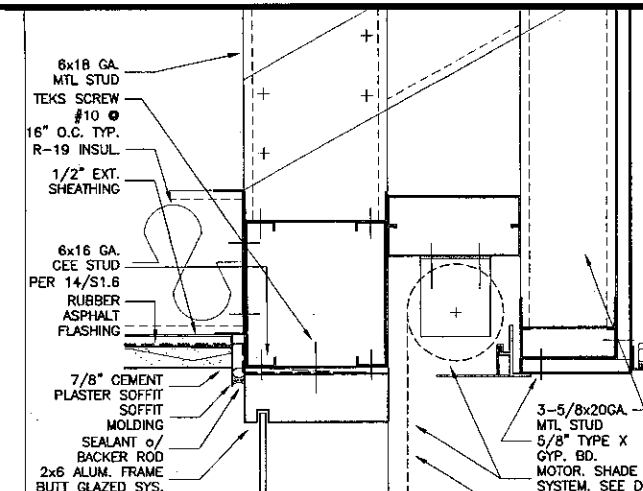 6x18 GA.
MTL STUD
TEKS SCREW
#10 @
16" O.C. TYP.
R-19 INSUL.
1/2" EXT.
SHEATHING
6x16 GA.
CEE STUD
PER 14/S1.6
RUBBER
ASPHALT
FLASHING
7/8" CEMENT
PLASTER SOFFIT
SOFFIT
MOLDING
SEALANT o/
BACKER ROD
2x6 ALUM. FRAME
BUTT GLAZED SYS.
3-5/8x20GA.
MTL STUD
5/8" TYPE X
GYP. BD.
MOTOR. SHADE
SYSTEM. SEE D